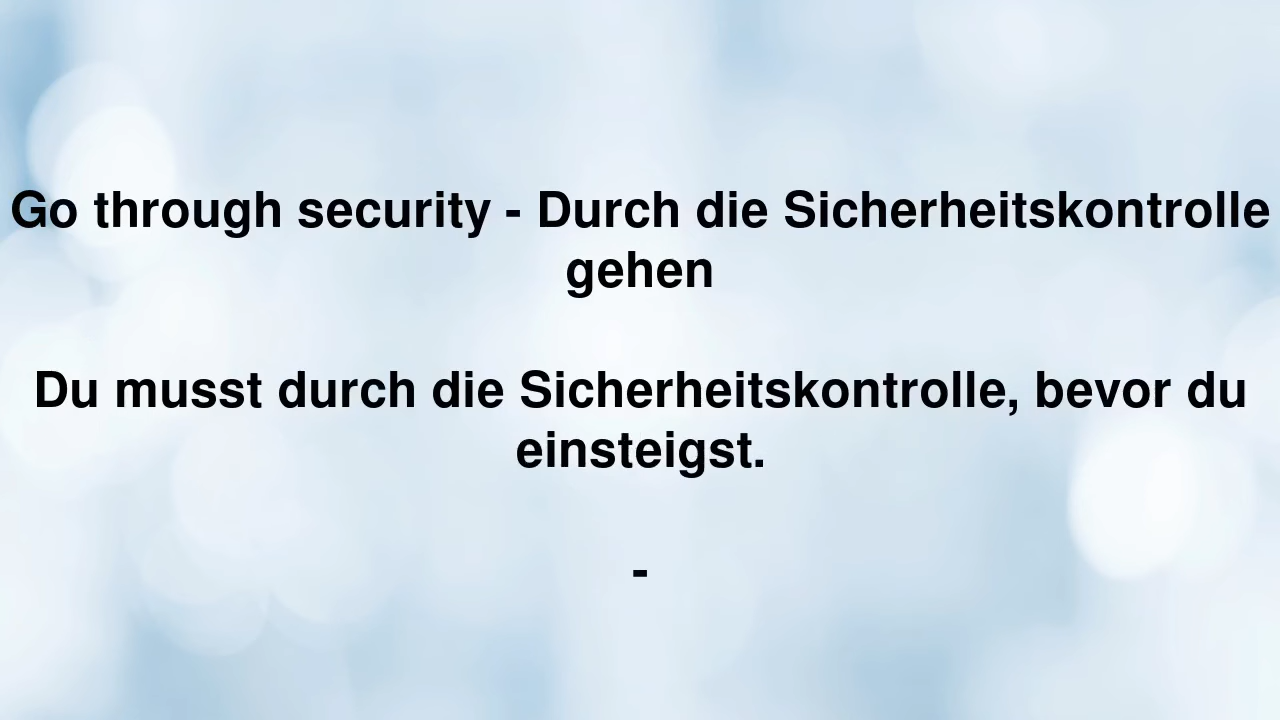 Go through security - Durch die Sicherheitskontrolle
gehen
Du musst durch die Sicherheitskontrolle, bevor du
einsteigst.
-